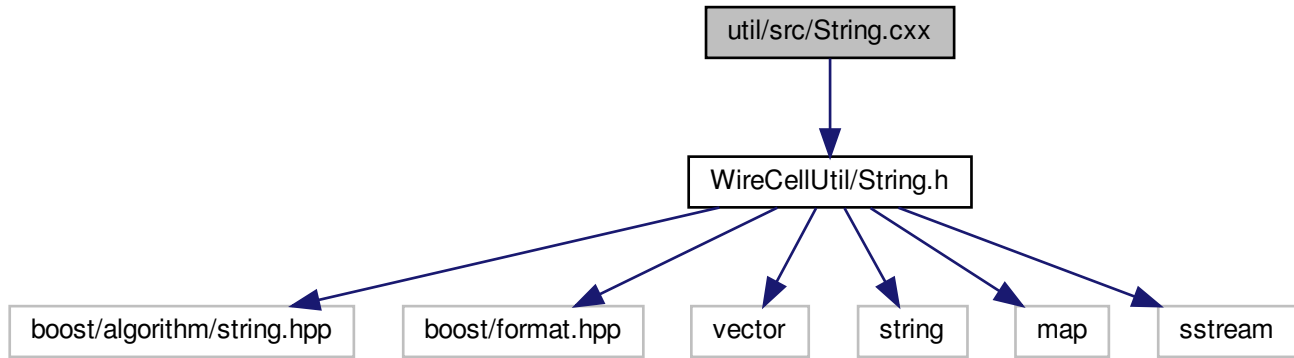 util/src/String.cxx
WireCellUtil/String.h
boost/algorithm/string.hpp
boost/format.hpp
vector
string
map
sstream